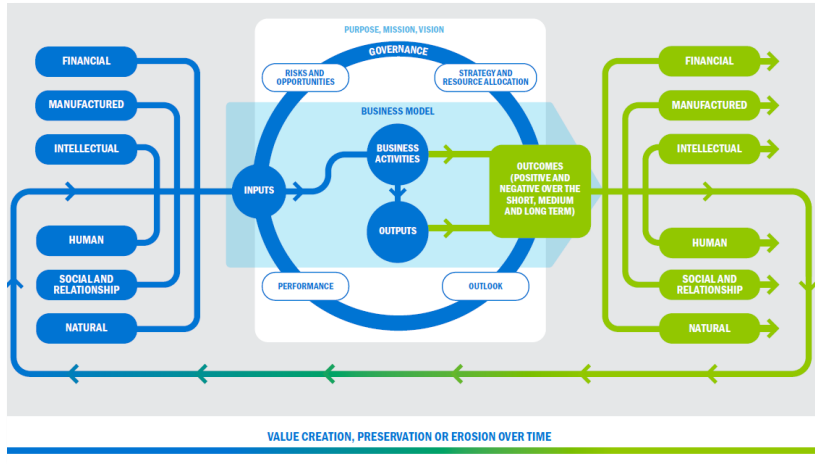 PURPOSE, MISSION, VISION
GOVERNANCE
FINANCIAL
MANUFACTURED
INTELLECTUAL
HUMAN
SOCIAL AND
RELATIONSHIP
NATURAL
RISKS AND
OPPORTUNITIES
STRATEGY AND
RESOURCE ALLOCATION
BUSINESS MODEL
INPUTS
BUSINESS
ACTIVITIES
OUTPUTS
OUTCOMES
(POSITIVE AND
NEGATIVE OVER THE
SHORT, MEDIUM
AND LONG TERM)
PERFORMANCE
OUTLOOK
FINANCIAL
MANUFACTURED
INTELLECTUAL
HUMAN
SOCIAL AND
RELATIONSHIP
NATURAL
VALUE CREATION, PRESERVATION OR EROSION OVER TIME